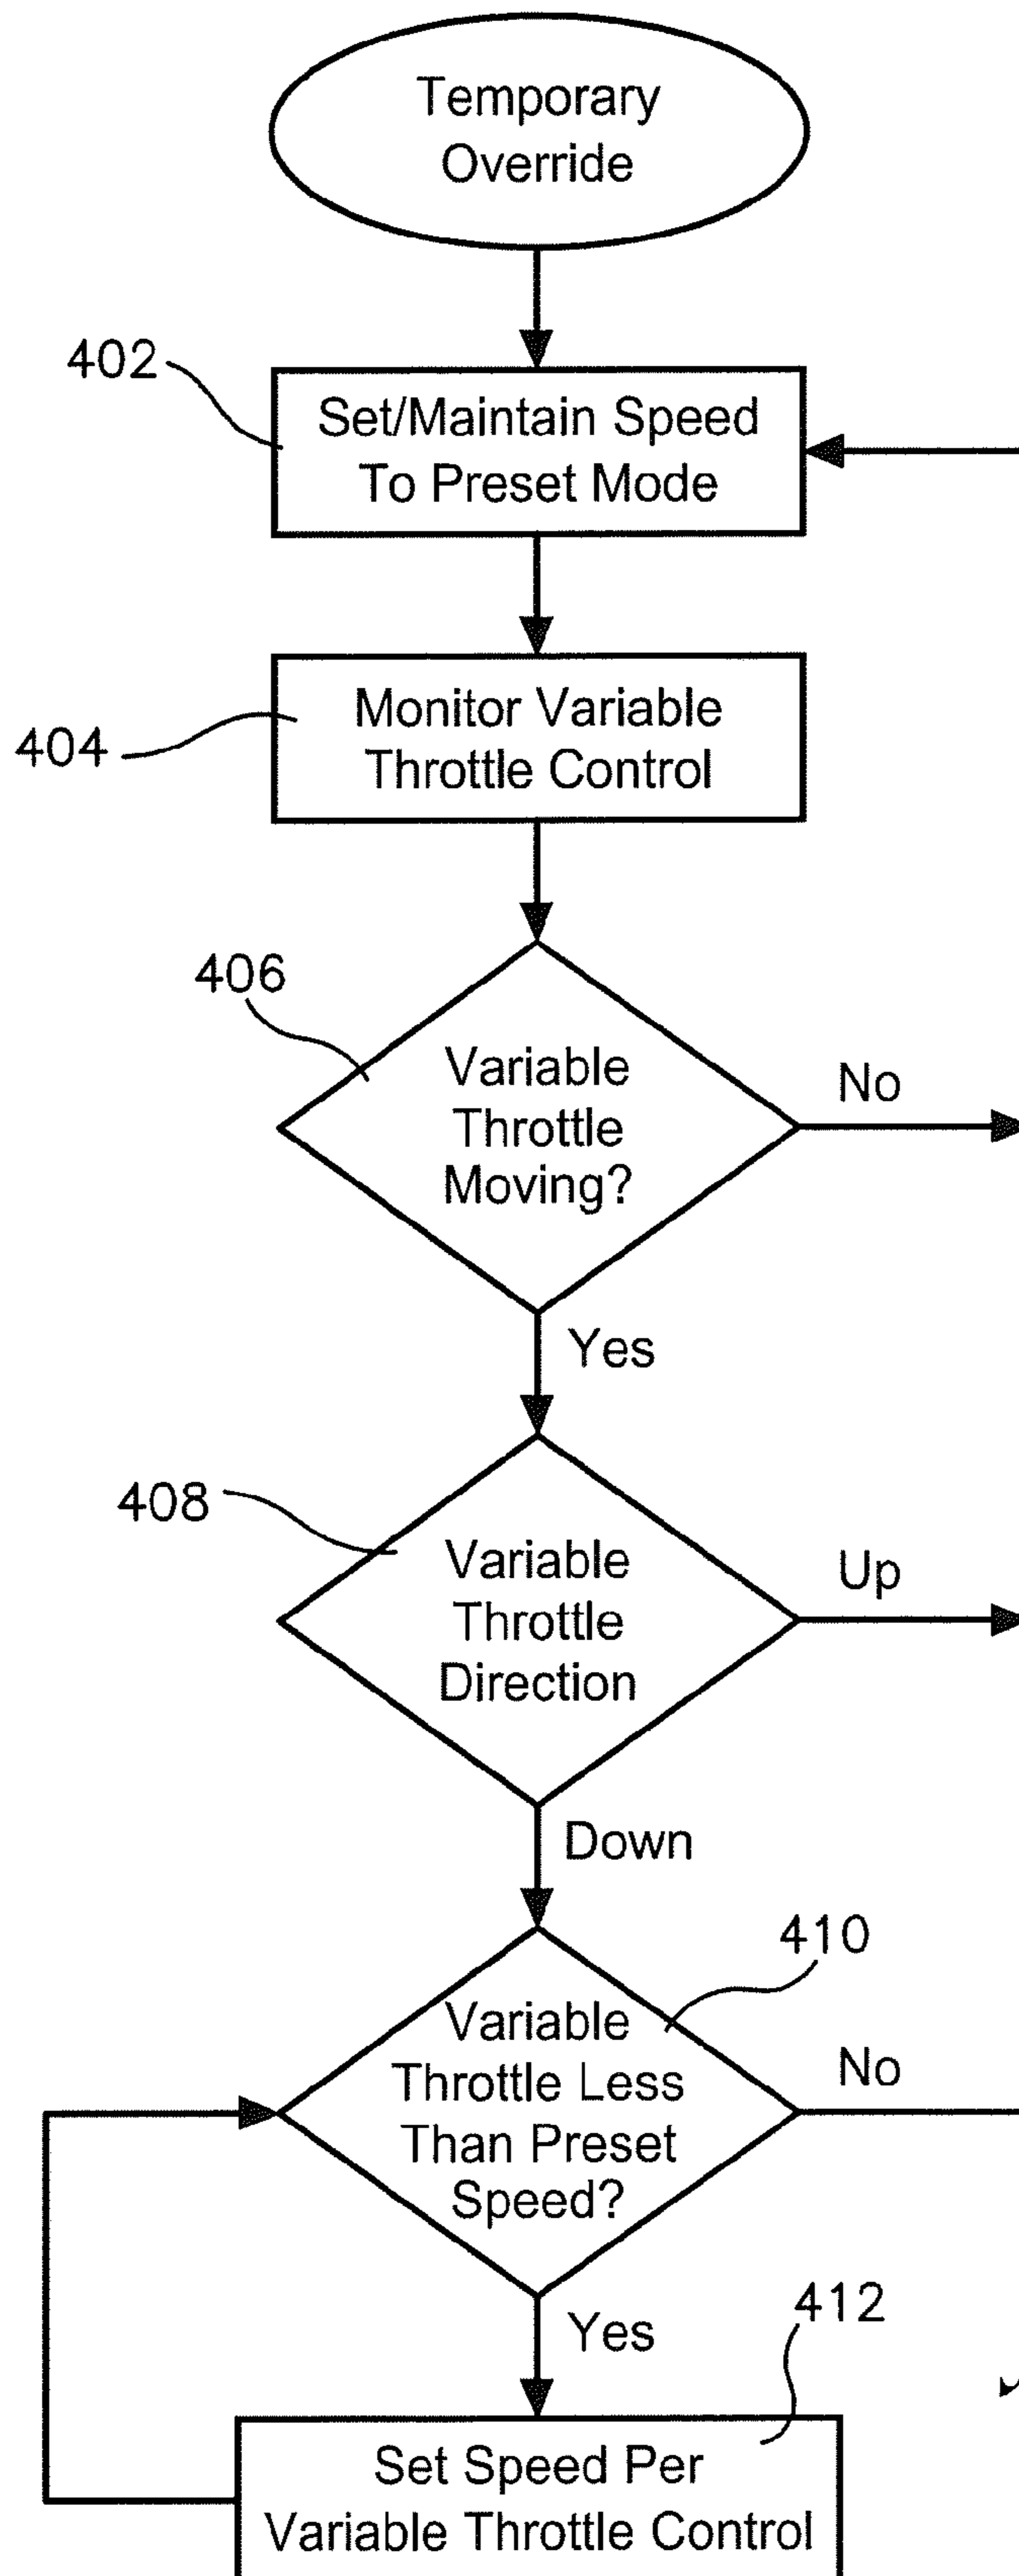 Temporary
Override
402
Set/Maintain Speed
To Preset Mode
Monitor Variable
Throttle Control
404
406
Variable
Throttle
Moving?
No
Yes
408
Variable
Throttle
Direction
Up
Down
410
Variable
Throttle Less
Than Preset
Speed?
No
Yes
412
Set Speed Per
Variable Throttle Control